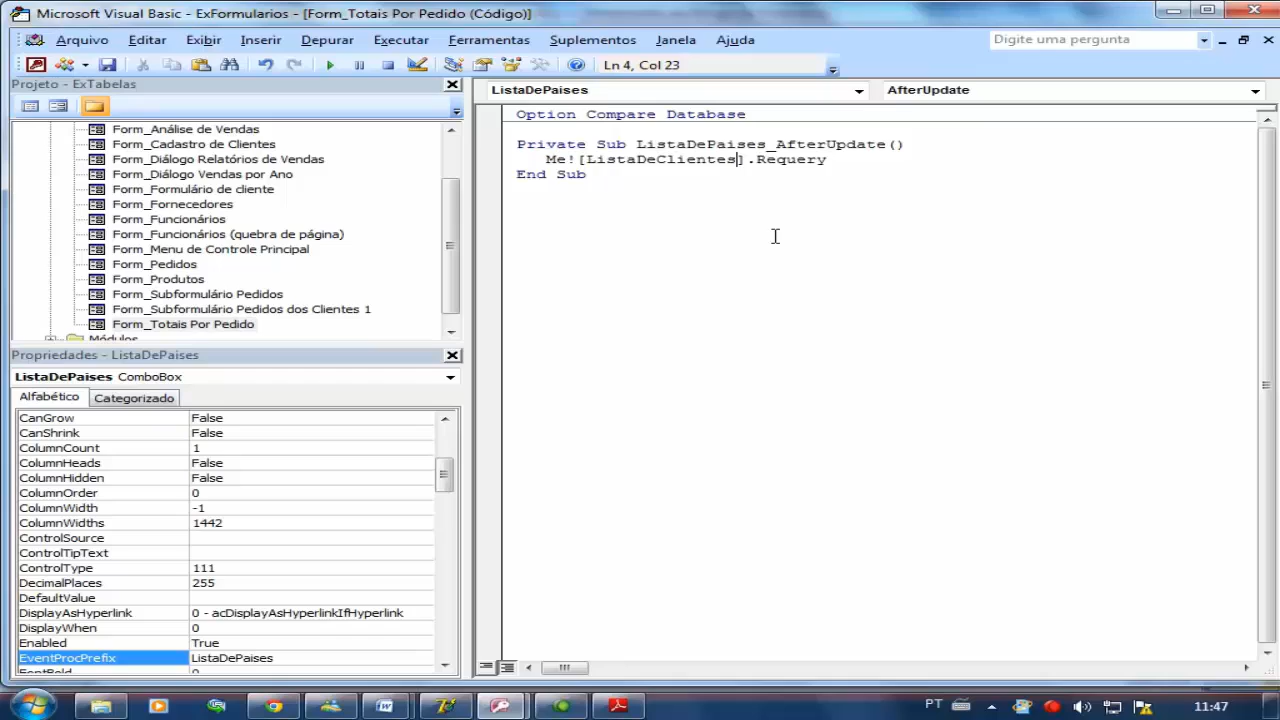 Microsoft Visual Basic - ExFormularios - [Form_Totais Por Pedido (Código)]
Arquivo Editar Exibir Inserir Depurar Executar Ferramentas Suplementos Janela Ajuda Digite uma pergunta
Ln 4, Col 23
Projeto - ExTabelas
Form_Análise de Vendas
Form_Cadastro de Clientes
Form_Diálogo Relatórios de Vendas
Form_Diálogo Vendas por Ano
Form_Formulário de cliente
Form_Fornecedores
Form_Funcionários
Form_Funcionários (quebra de página)
Form_Menu de Controle Principal
Form_Pedidos
Form_Produtos
Form_Subformulário Pedidos
Form_Subformulário Pedidos dos Clientes 1
Form_Totais Por Pedido
Módulos
Propriedades - ListaDePaises
ListaDePaises ComboBox
Alfabético Categorizado
CanGrow False
CanShrink False
ColumnCount 1
ColumnHeads False
ColumnHidden False
ColumnOrder 0
ColumnWidth -1
ColumnWidths 1442
ControlSource
ControlTipText
ControlType 111
DecimalPlaces 255
DefaultValue
DisplayAsHyperlink 0 - acDisplayAsHyperlinkIfHyperlink
DisplayWhen 0
Enabled True
EventProcPrefix ListaDePaises
FontBold 0
ListaDePaises AfterUpdate
Option Compare Database
Private Sub ListaDePaises_AfterUpdate()
Me![ListaDeClientes].Requery
End Sub
PT 11:47